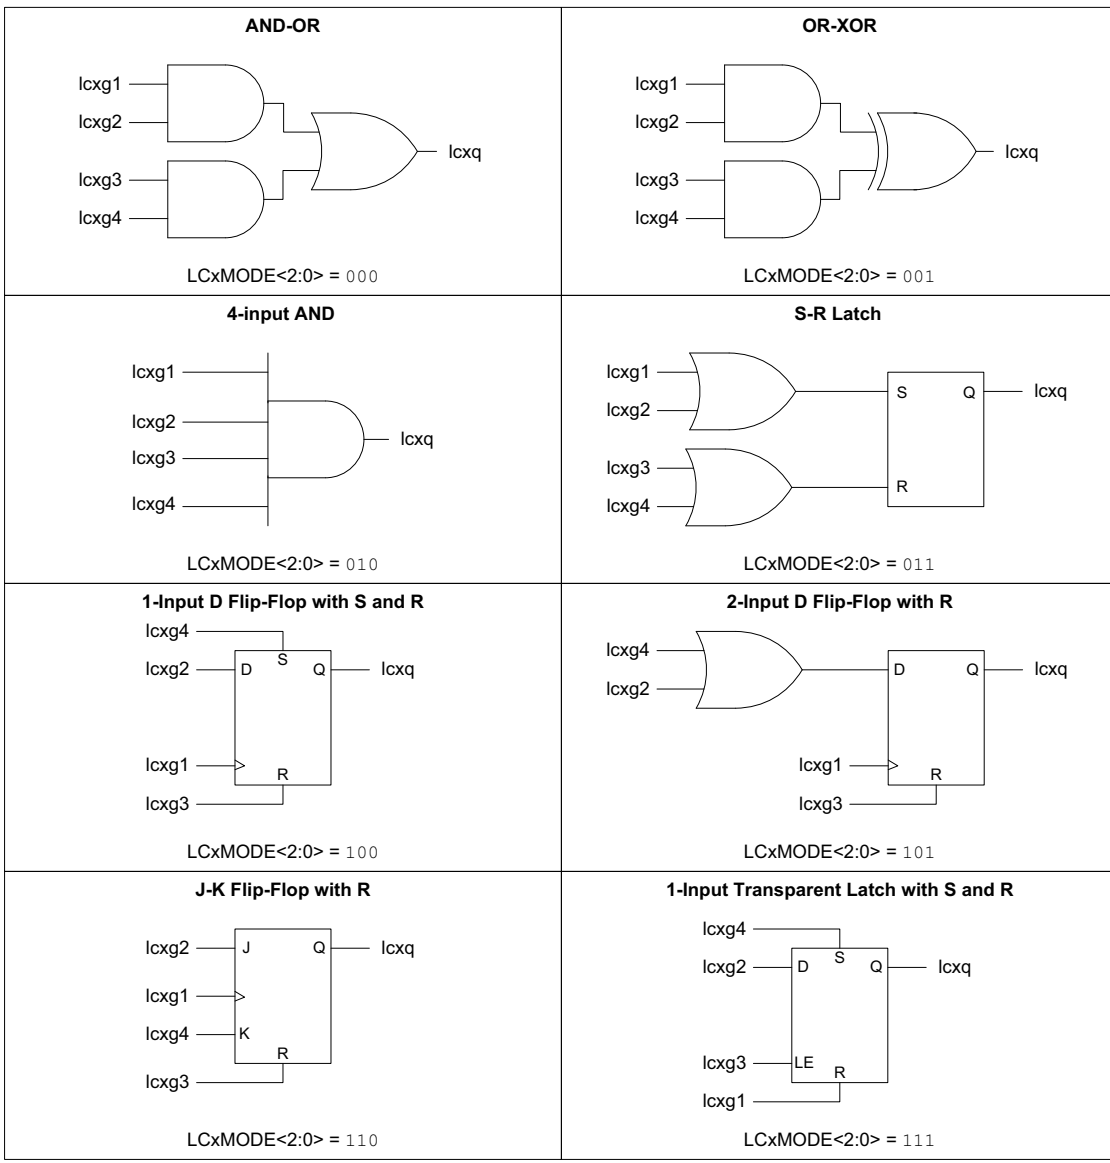 AND-OR
lcxg1
lcxg2
lcxg3
lcxg4
lcxq
LCxMODE<2:0> = 000
OR-XOR
lcxg1
lcxg2
lcxg3
lcxg4
lcxq
LCxMODE<2:0> = 001
4-input AND
lcxg1
lcxg2
lcxg3
lcxg4
lcxq
LCxMODE<2:0> = 010
S-R Latch
lcxg1
lcxg2
lcxg3
lcxg4
S Q
R
lcxq
LCxMODE<2:0> = 011
1-Input D Flip-Flop with S and R
lcxg4
S
lcxg2 D Q lcxq
lcxg1
R
lcxg3
LCxMODE<2:0> = 100
2-Input D Flip-Flop with R
lcxg4
D Q lcxq
lcxg2
lcxg1
R
lcxg3
LCxMODE<2:0> = 101
J-K Flip-Flop with R
lcxg2 J Q lcxq
lcxg1
lcxg4 K
R
lcxg3
LCxMODE<2:0> = 110
1-Input Transparent Latch with S and R
lcxg4
S
lcxg2 D Q lcxq
lcxg3 LE
R
lcxg1
LCxMODE<2:0> = 111